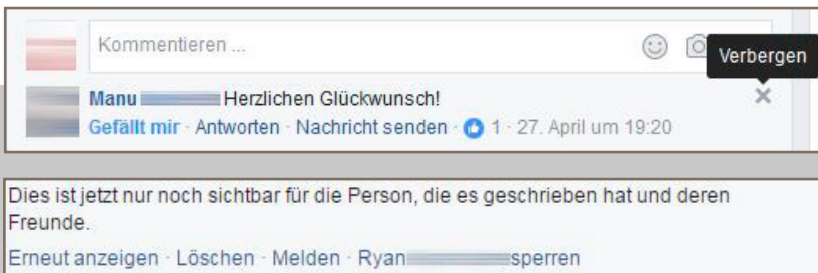 Kommentieren ...
Verbergen
Manu Herzlichen Glückwunsch!
Gefällt mir · Antworten · Nachricht senden · 1 · 27. April um 19:20
Dies ist jetzt nur noch sichtbar für die Person, die es geschrieben hat und deren
Freunde.
Erneut anzeigen · Löschen · Melden · Ryan sperren